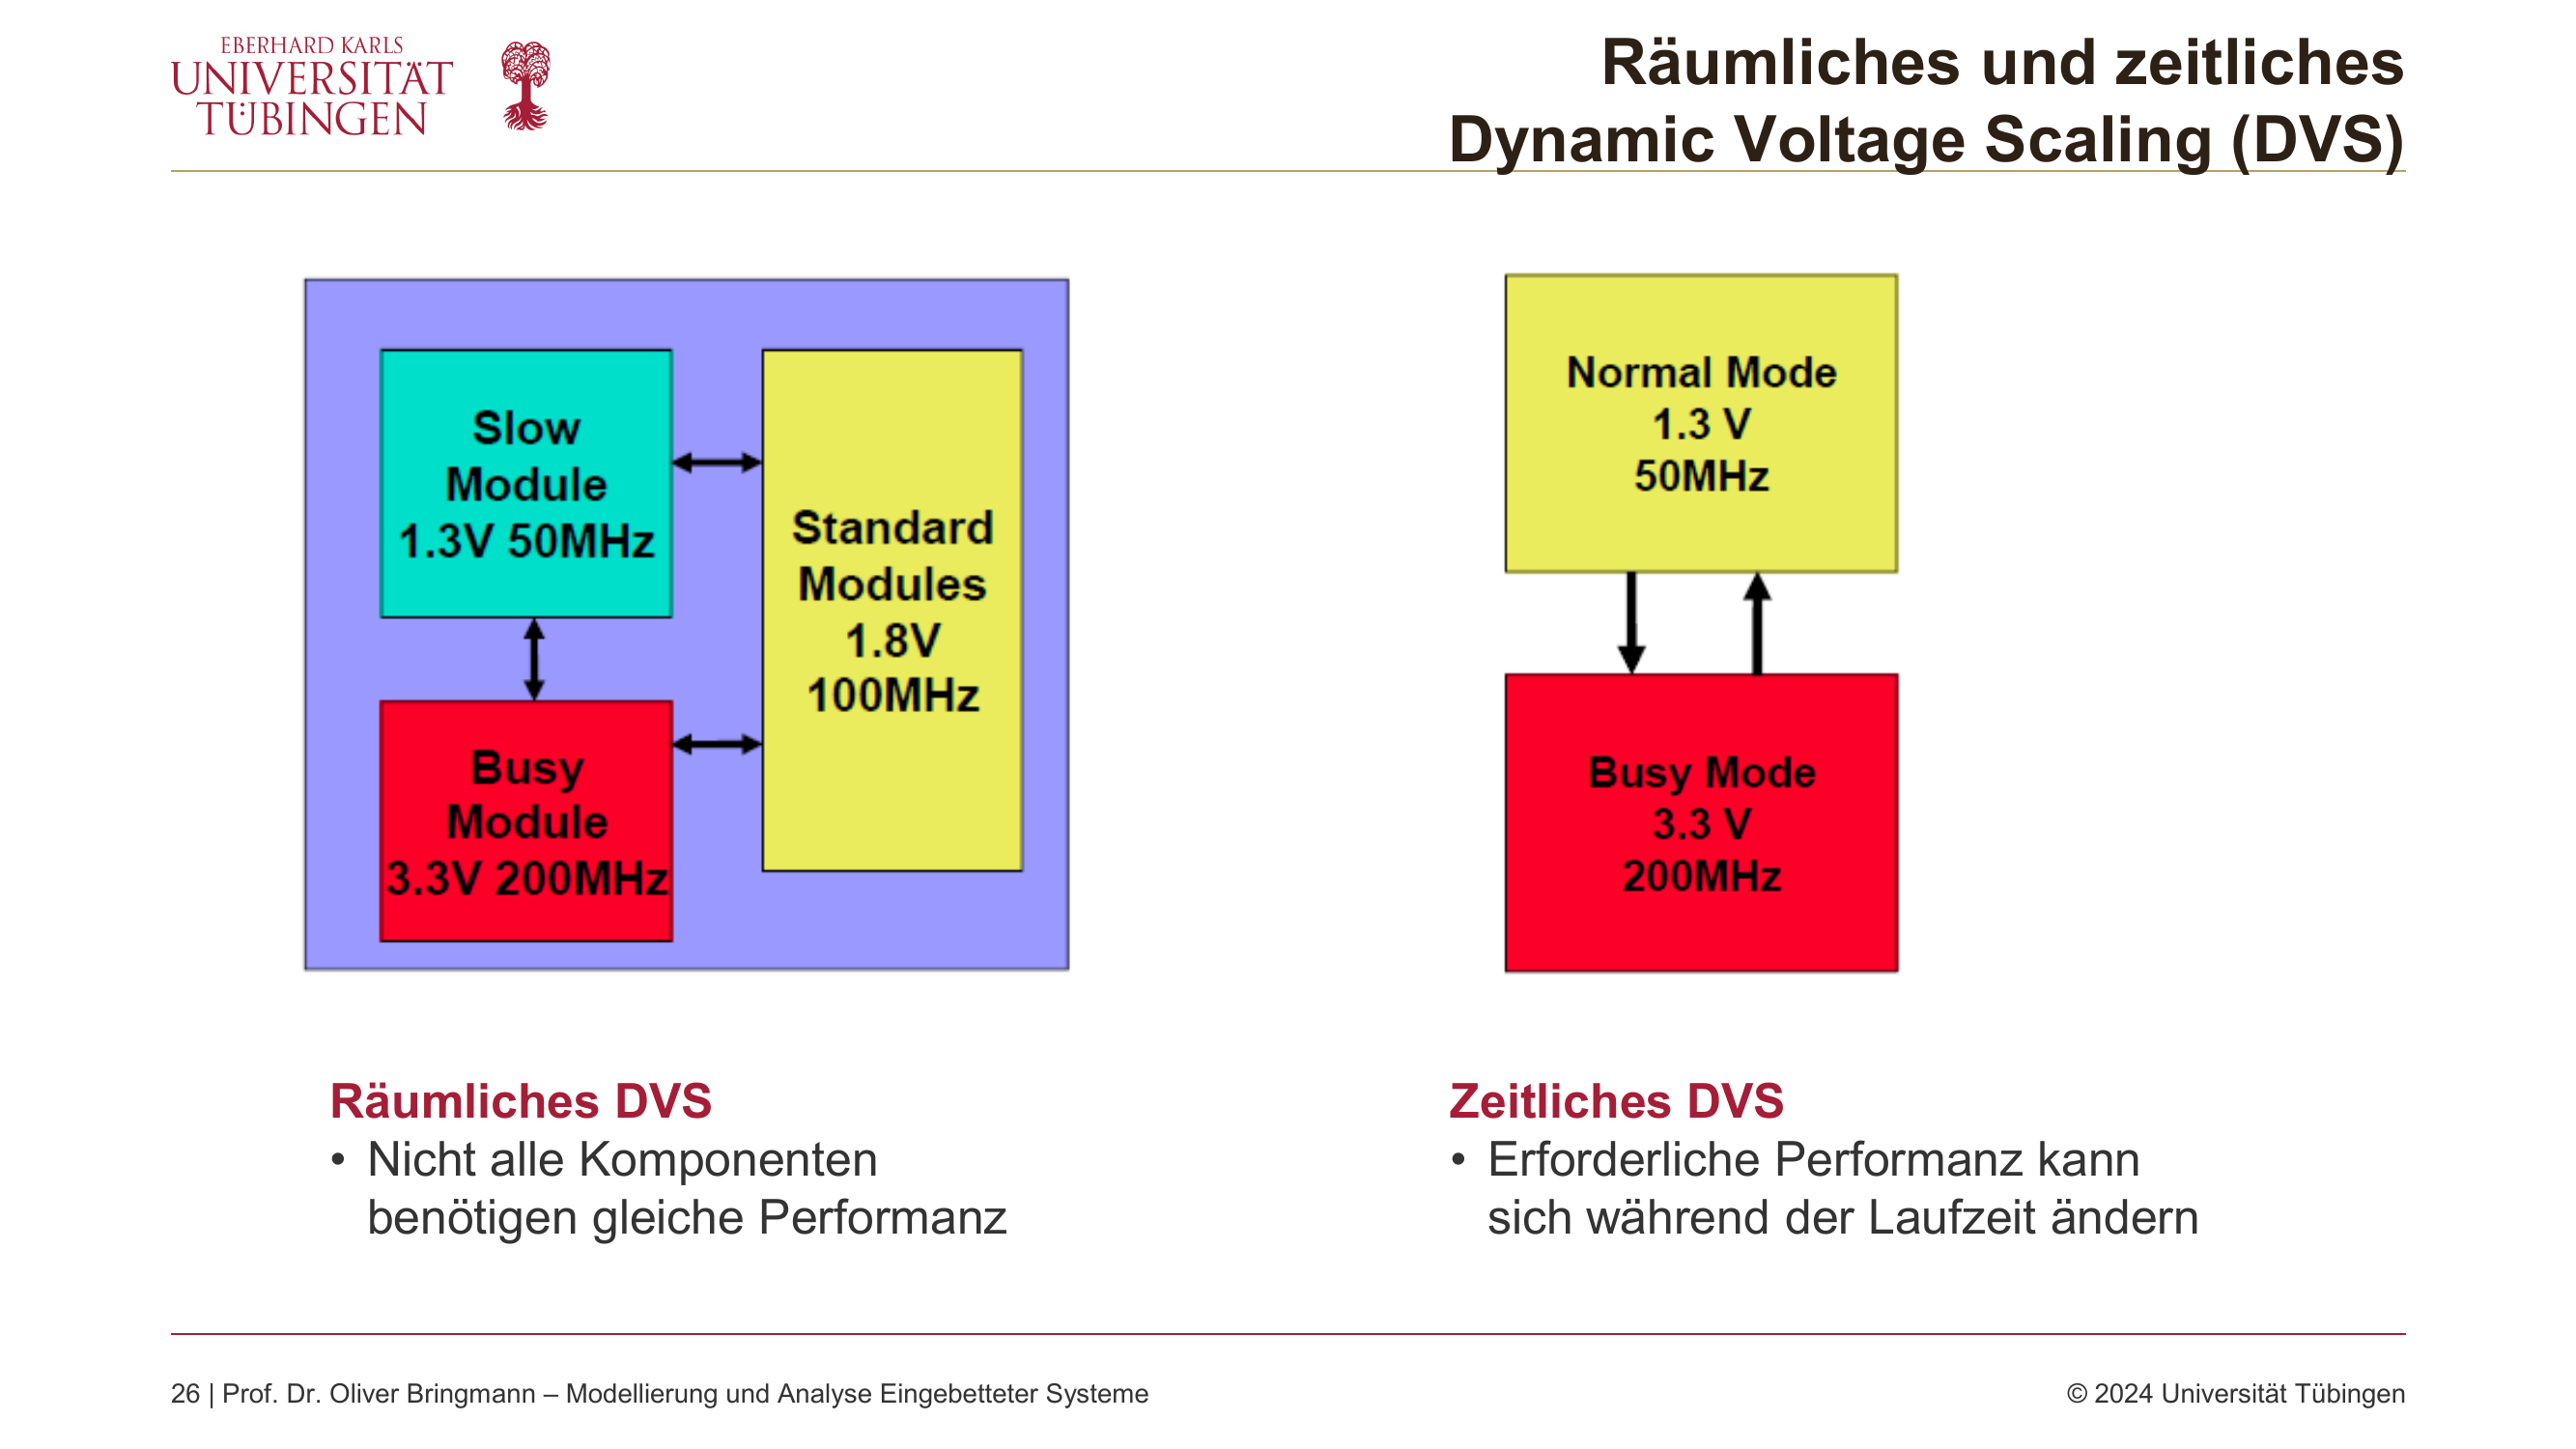 EBERHARD KARLS
UNIVERSITÄT
TÜBINGEN
Räumliches und zeitliches
Dynamic Voltage Scaling (DVS)
Slow
Module
1.3V 50MHz
Standard
Modules
1.8V
100MHz
Busy
Module
3.3V 200MHz
Normal Mode
1.3 V
50MHz
Busy Mode
3.3 V
200MHz
Räumliches DVS
• Nicht alle Komponenten
benötigen gleiche Performanz
Zeitliches DVS
• Erforderliche Performanz kann
sich während der Laufzeit ändern
26 | Prof. Dr. Oliver Bringmann – Modellierung und Analyse Eingebetteter Systeme
© 2024 Universität Tübingen